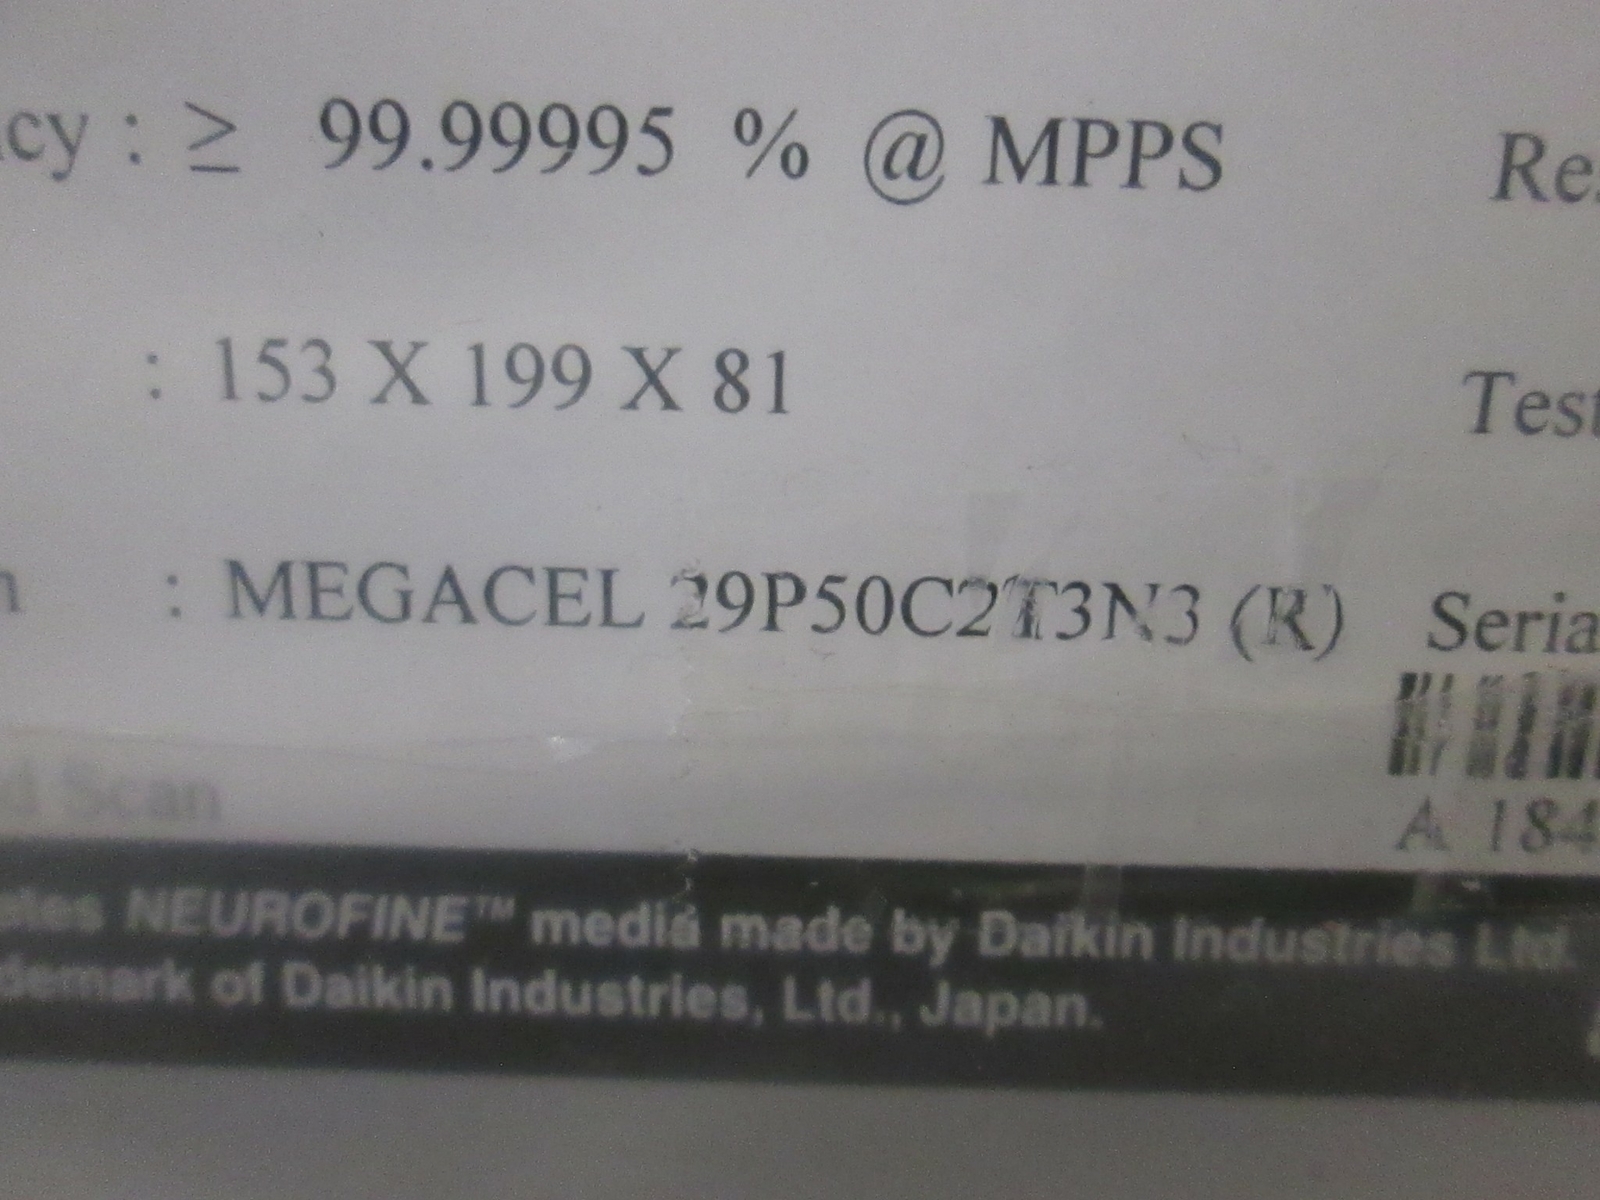 cy : ≥ 99.99995 % @ MPPS Re
: 153 X 199 X 81 Test
: MEGACEL 29P50C2T3N3 (R) Seria
Scan A 184
NEUROFINE™ media made by Daikin Industries Ltd.
demark of Daikin Industries, Ltd., Japan.